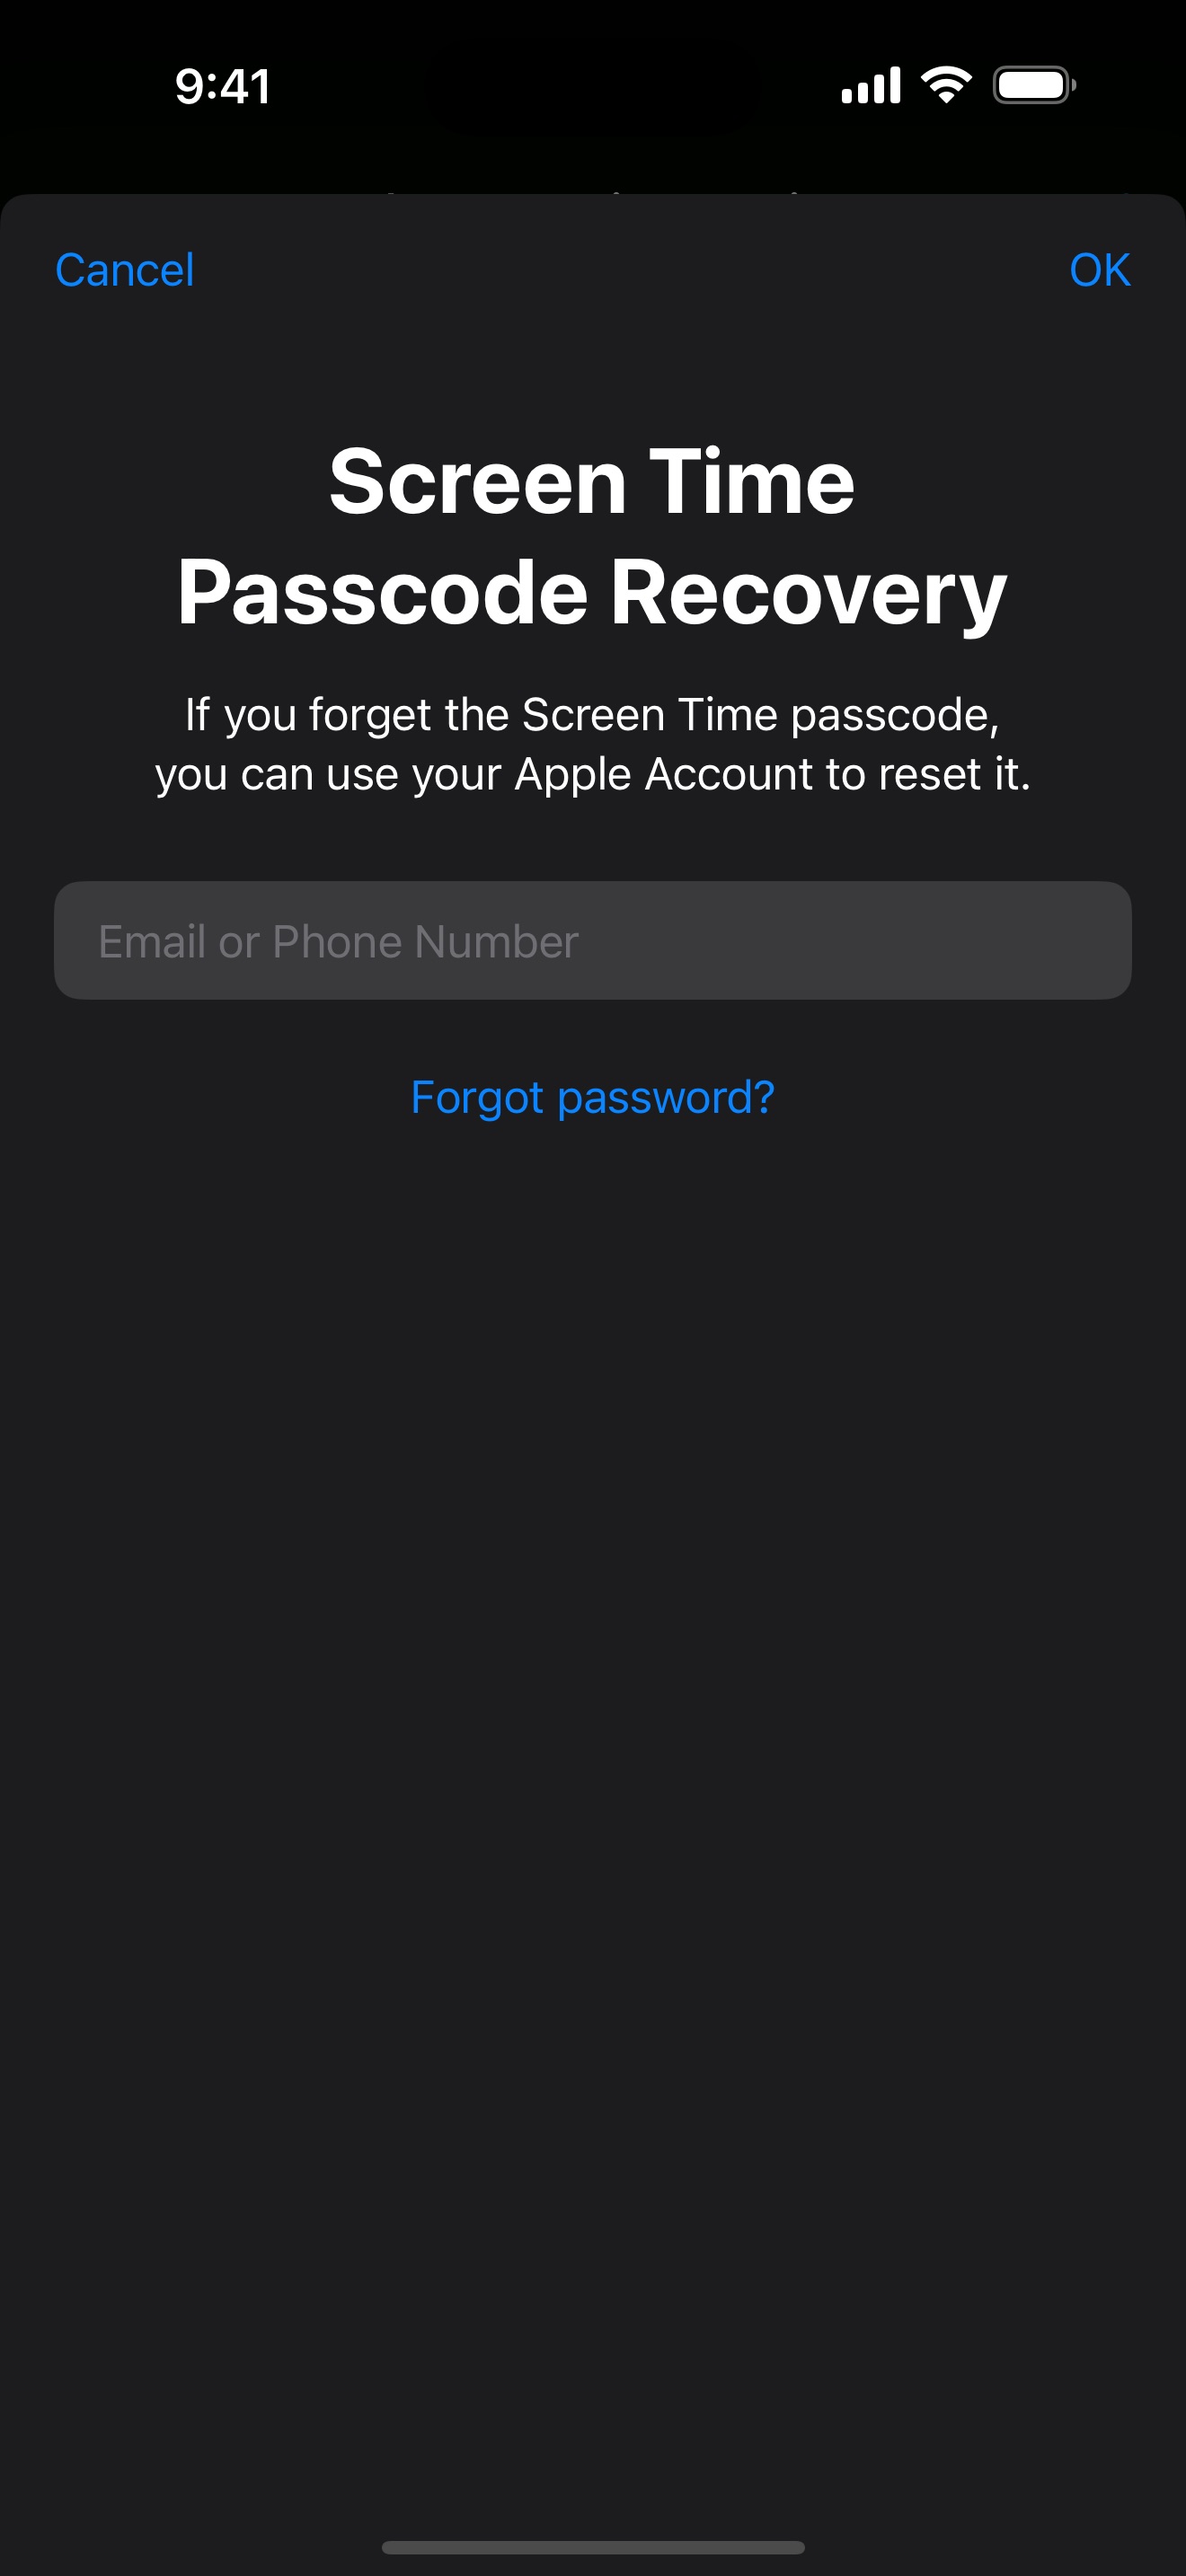 9:41
Cancel
OK
Screen Time
Passcode Recovery
If you forget the Screen Time passcode,
you can use your Apple Account to reset it.
Email or Phone Number
Forgot password?